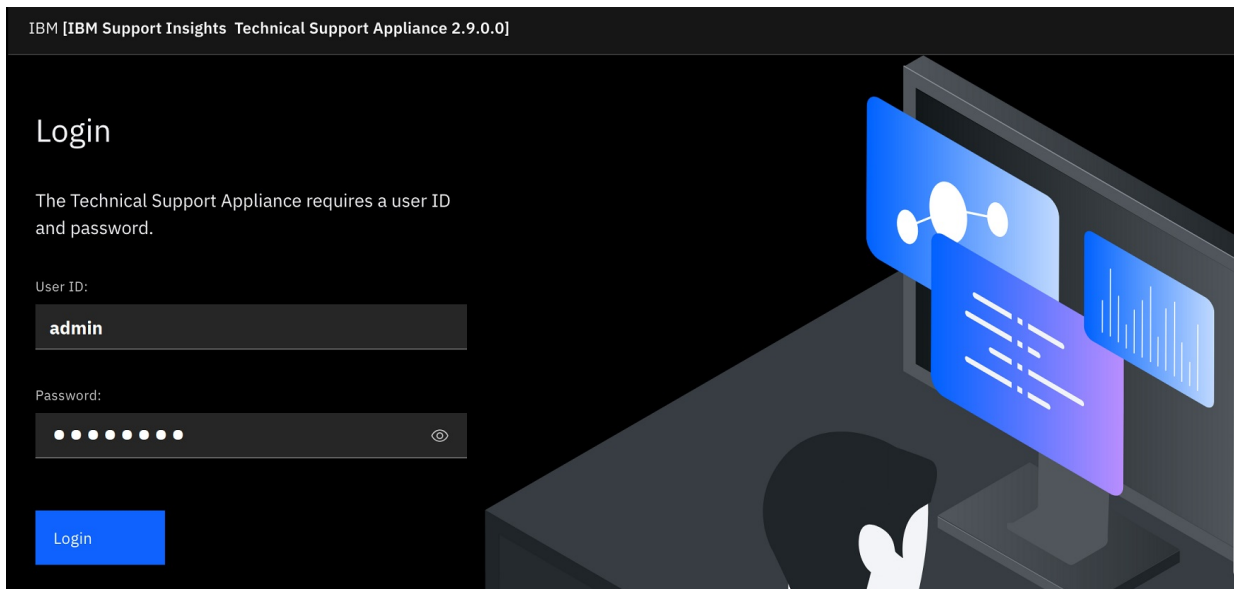 IBM [IBM Support Insights Technical Support Appliance 2.9.0.0]
Login
The Technical Support Appliance requires a user ID
and password.
User ID:
admin
Password:
••••••••
Login